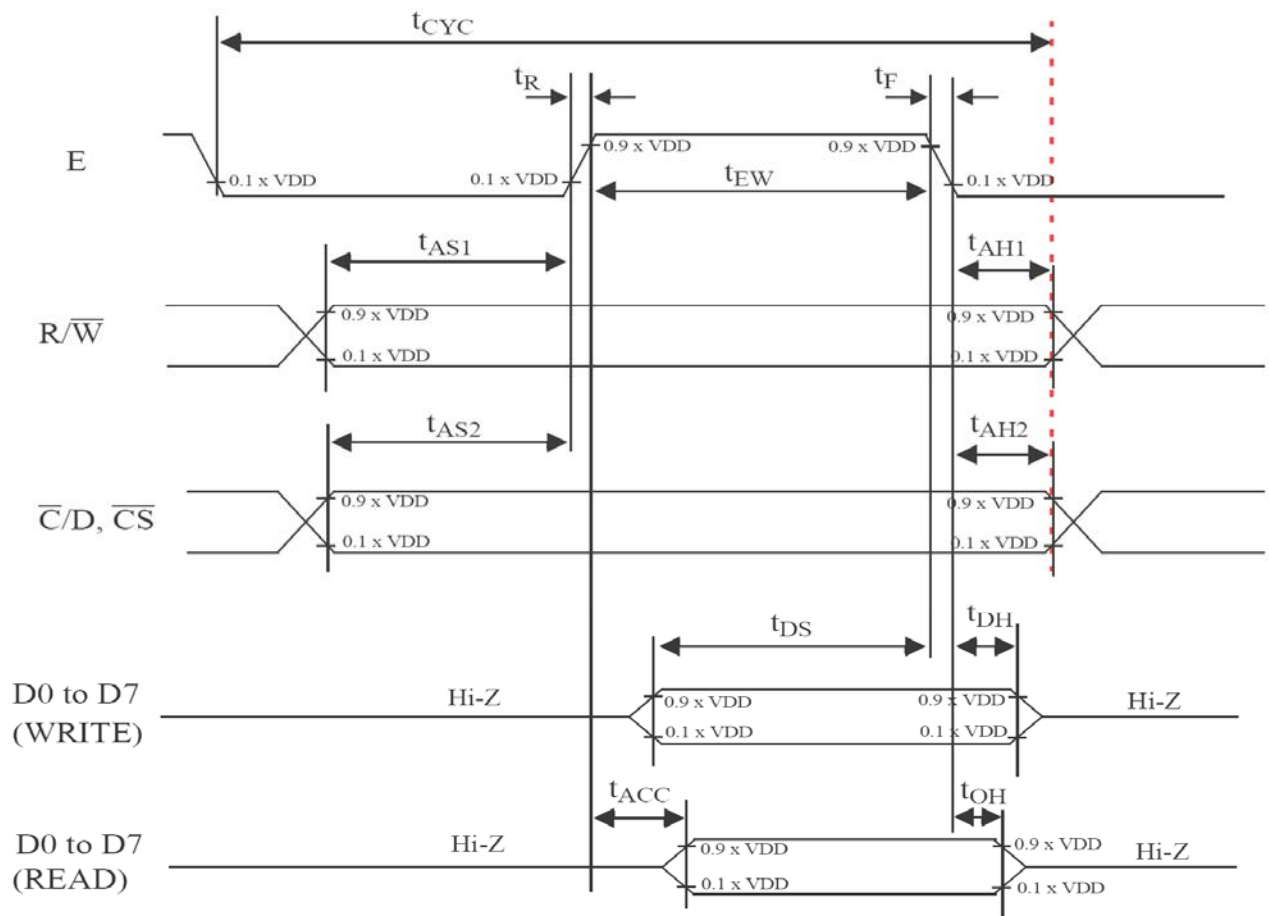 tCYC
tR
tF
E
0.9 x VDD
0.9 x VDD
0.1 x VDD
0.1 x VDD
tEW
0.1 x VDD
tAS1
tAH1
R/W̅
0.9 x VDD
0.9 x VDD
0.1 x VDD
0.1 x VDD
tAS2
tAH2
C̅/D, C̅S̅
0.9 x VDD
0.9 x VDD
0.1 x VDD
0.1 x VDD
tDS
tDH
D0 to D7
(WRITE)
Hi-Z
0.9 x VDD
0.9 x VDD
Hi-Z
0.1 x VDD
0.1 x VDD
tACC
tOH
D0 to D7
(READ)
Hi-Z
0.9 x VDD
0.9 x VDD
Hi-Z
0.1 x VDD
0.1 x VDD